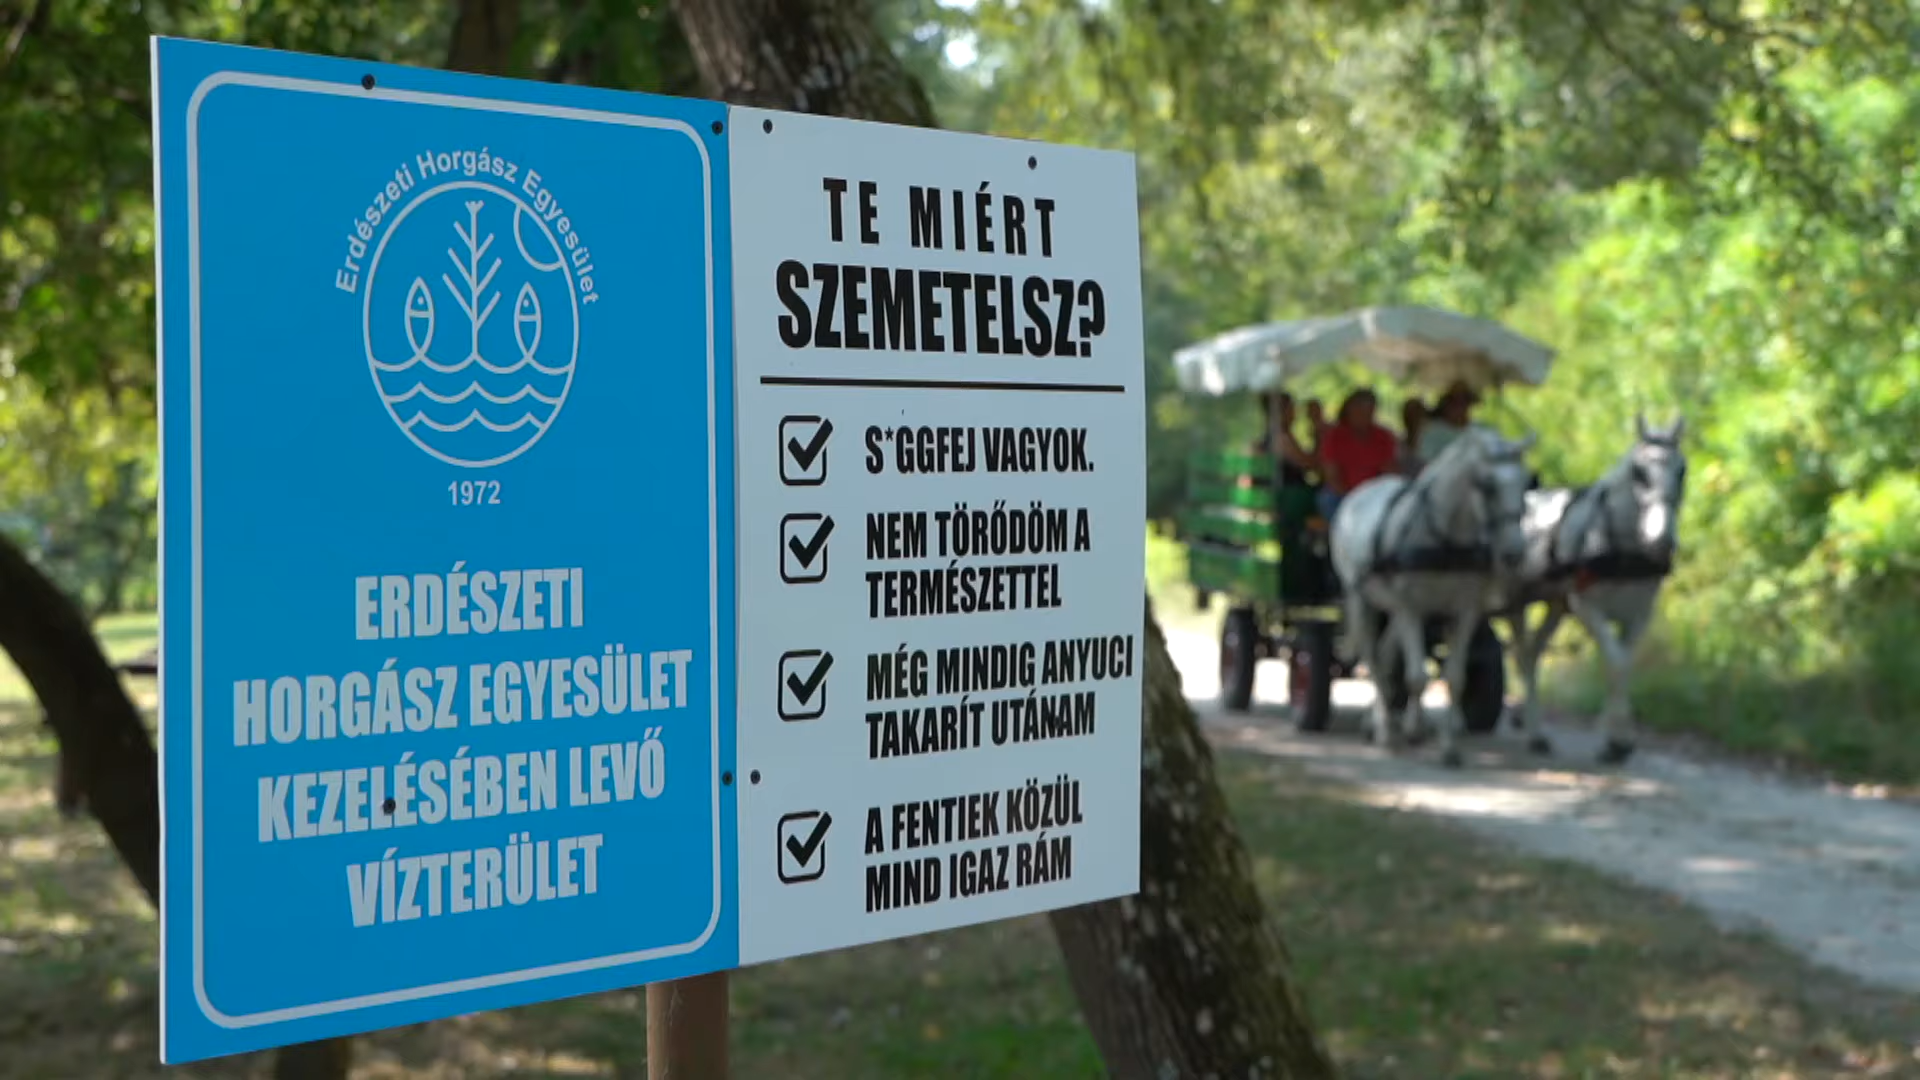 Erdészeti Horgász Egyesület
1972
ERDÉSZETI
HORGÁSZ EGYESÜLET
KEZELÉSÉBEN LEVŐ
VÍZTERÜLET
TE MIÉRT
SZEMETELSZ?
S*GGFEJ VAGYOK.
NEM TÖRŐDÖM A
TERMÉSZETTEL
MÉG MINDIG ANYUCI
TAKARÍT UTÁNAM
A FENTIEK KÖZÜL
MIND IGAZ RÁM